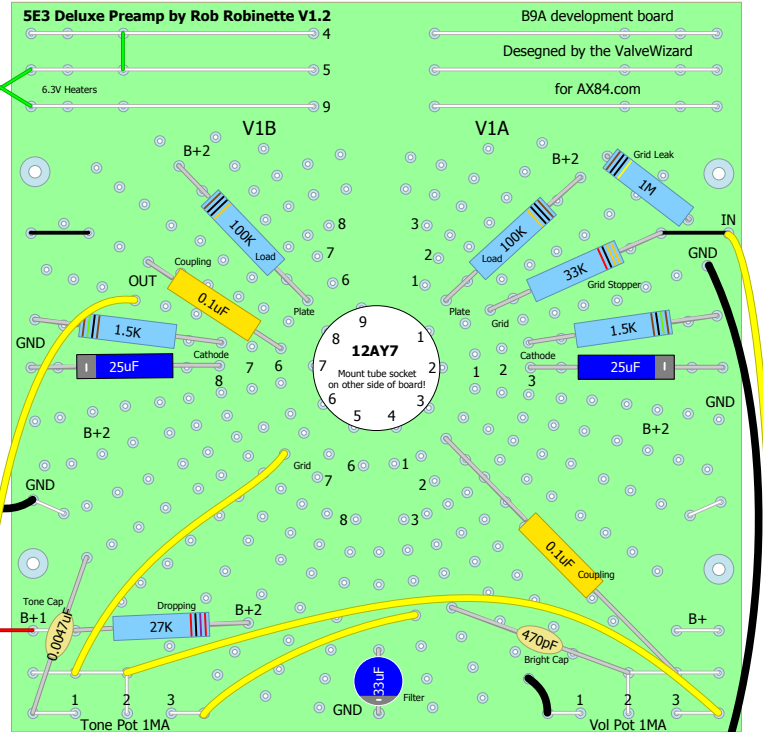 5E3 Deluxe Preamp by Rob Robinette V1.2
B9A development board
4
Desegned by the ValveWizard
5
6.3V Heaters
for AX84.com
9
V1B
V1A
B+2
B+2
Grid Leak
1M
8
3
IN
100K
100K
Load
Load
7
2
GND
Coupling
33K
OUT
6
1
Grid Stopper
0.1uF
Plate
Plate
Grid
9
8
1
1.5K
1.5K
GND
12AY7
Cathode
Cathode
25uF
7
6
7
2
1
2
25uF
8
3
Mount tube socket
on other side of board!
6
3
5
4
GND
B+2
B+2
Grid
6
1
7
2
GND
8
3
0.1uF
Coupling
Tone Cap
Dropping
B+1
B+2
B+
0.0047uF
27K
470pF
Bright Cap
33uF
Filter
1
2
3
GND
1
2
3
Tone Pot 1MA
Vol Pot 1MA